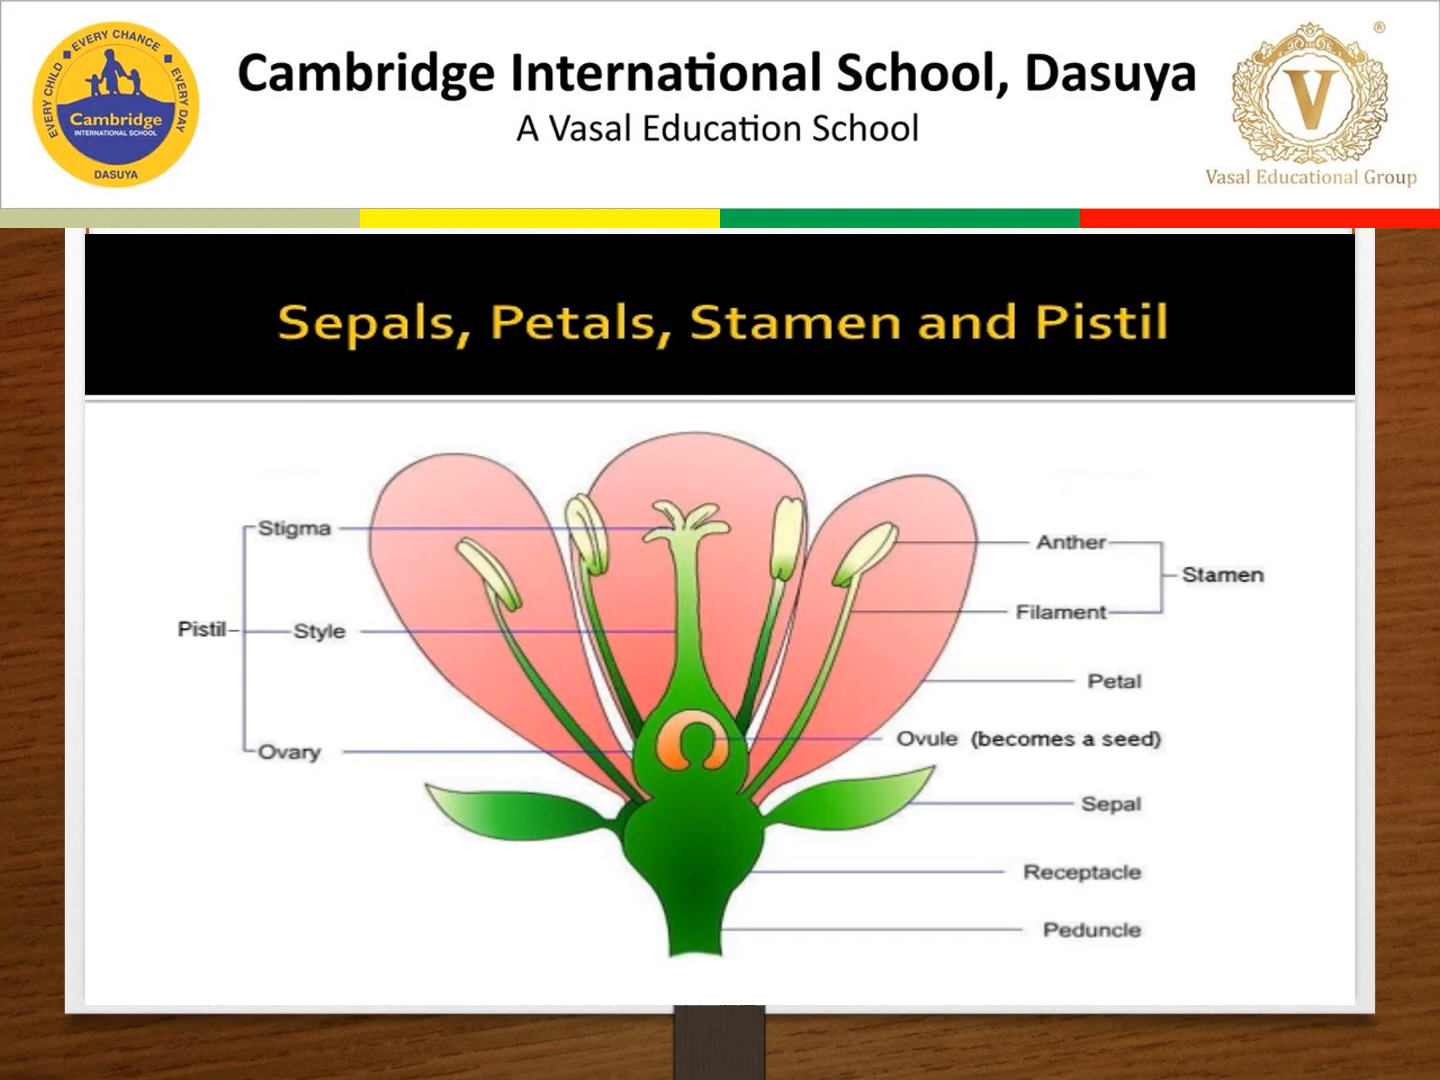 EVERY CHILD • EVERY CHANCE • EVERY DAY
Cambridge
INTERNATIONAL SCHOOL
DASUYA
Cambridge International School, Dasuya
A Vasal Education School
®
V
Vasal Educational Group
Sepals, Petals, Stamen and Pistil
Stigma
Anther
Stamen
Filament
Pistil
Style
Petal
Ovule (becomes a seed)
Ovary
Sepal
Receptacle
Peduncle